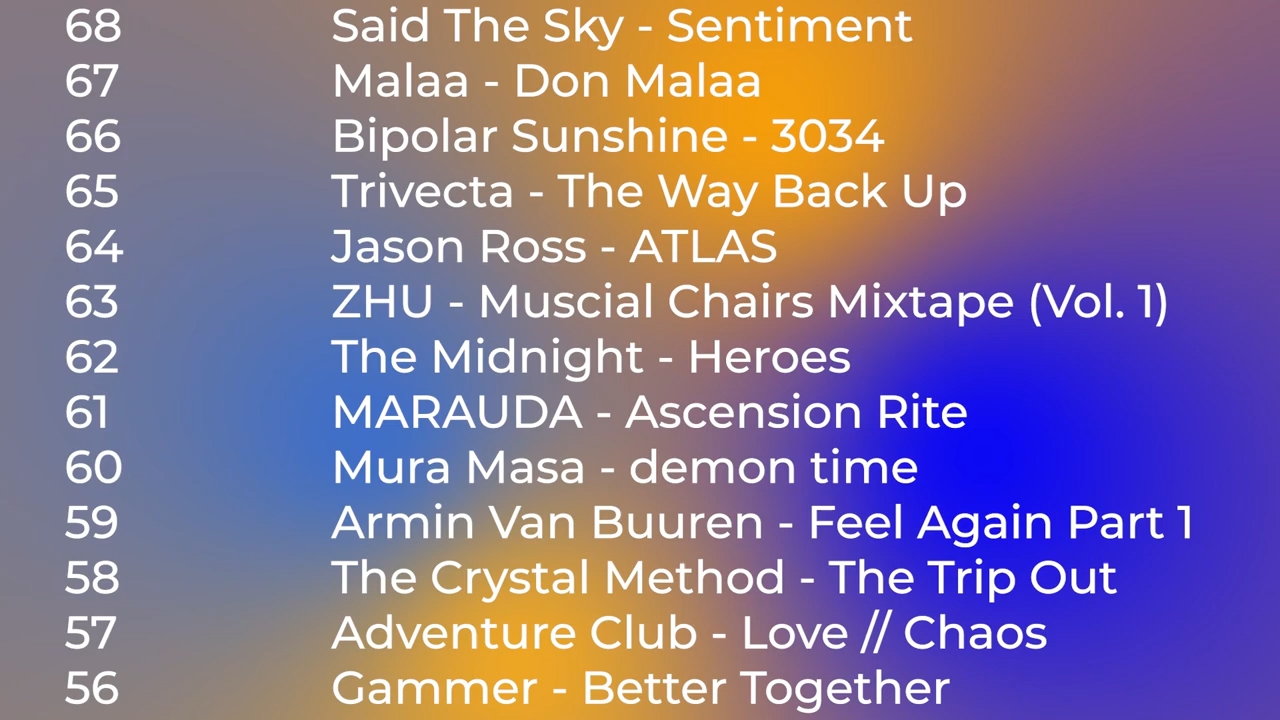 68 Said The Sky - Sentiment
67 Malaa - Don Malaa
66 Bipolar Sunshine - 3034
65 Trivecta - The Way Back Up
64 Jason Ross - ATLAS
63 ZHU - Muscial Chairs Mixtape (Vol. 1)
62 The Midnight - Heroes
61 MARAUDA - Ascension Rite
60 Mura Masa - demon time
59 Armin Van Buuren - Feel Again Part 1
58 The Crystal Method - The Trip Out
57 Adventure Club - Love // Chaos
56 Gammer - Better Together